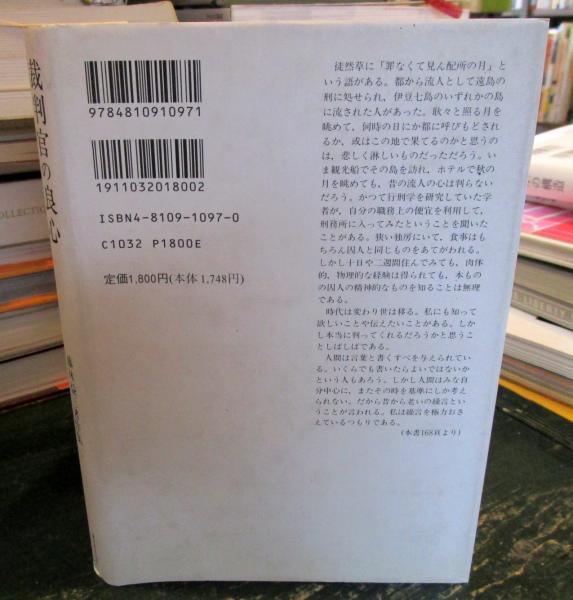 裁判官の良心
9784810910971
1911032018002
ISBN4-8109-1097-0
C1032 P1800E
定価1,800円(本体1,748円)
徒然草に「罪なくて見ん配所の月」と
いう語がある。都から流人として遠島の
刑に処せられ，伊豆七島のいずれかの島
に流された人があった。耿々と照る月を
眺めて，何時の日にか都に呼びもどされ
るか，或はこの地で果てるのかと思うの
は，悲しく淋しいものだっただろう。い
ま観光船でその島を訪れ，ホテルで秋の
月を眺めても，昔の流人の心は判らない
だろう。かつて行刑学を研究していた学
者が，自分の職務上の便宜を利用して，
刑務所に入ってみたということを聞いた
ことがある。狭い独房にいて，食事はも
ちろん囚人と同じものをあてがわれる。
しかし十日や二週間住んでみても，肉体
的，物理的な経験は得られても，本もの
の囚人の精神的なものを知ることは無理
である。
時代は変わり世は移る。私にも知って
欲しいことや伝えたいことがある。しか
し本当に判ってくれるだろうかと思うこ
としばしばである。
人間は言葉と書くすべを与えられてい
る。いくらでも書いたらよいではないか
という人もあろう。しかし人間はみな自
分中心に，またその時を基準にしか考え
られない。だから昔から老いの繰言とい
うことが言われる。私は繰言を極力おさ
えているつもりである。
(本書168頁より)
COLLECTION
LIBERTY